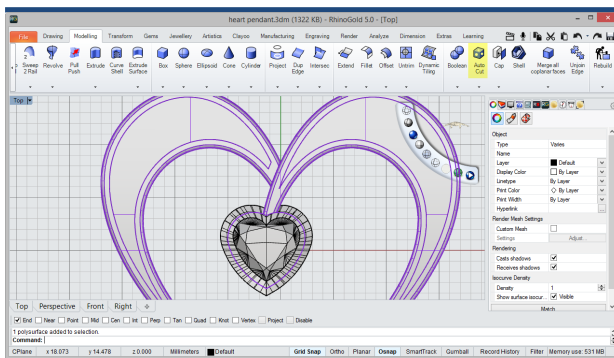 heart pendant.3dm (1322 KB) - RhinoGold 5.0 - [Top]
File Drawing Modelling Transform Gems Jewellery Artistics Clayoo Manufacturing Engraving Render Analyze Dimension Extras Learning
Sweep 2 Rail Revolve Push Pull Extrude Curve Shell Extrude Surface Box Sphere Ellipsoid Cone Cylinder Project Dup Edge Intersec Extend Fillet Offset Untrim Dynamic Tiling Boolean Auto Cut Cap Shell Merge all coplanar faces Unjoin Edge Rebuild
Top
Object
Type Varies
Name
Layer Default
Display Color By Layer
Linetype By Layer
Print Color By Layer
Print Width By Layer
Hyperlink ...
Render Mesh Settings
Custom Mesh
Settings Adjust...
Rendering
Casts shadows
Receives shadows
Isocurve Density
Density 1
Show surface isocur... Visible
Match
Top Perspective Front Right
End Near Point Mid Cen Int Perp Tan Quad Knot Vertex Project Disable
1 polysurface added to selection.
Command:
CPlane x 18.073 y 14.478 z 0.000 Millimeters Default Grid Snap Ortho Planar Osnap SmartTrack Gumball Record History Filter Memory use: 531 MB